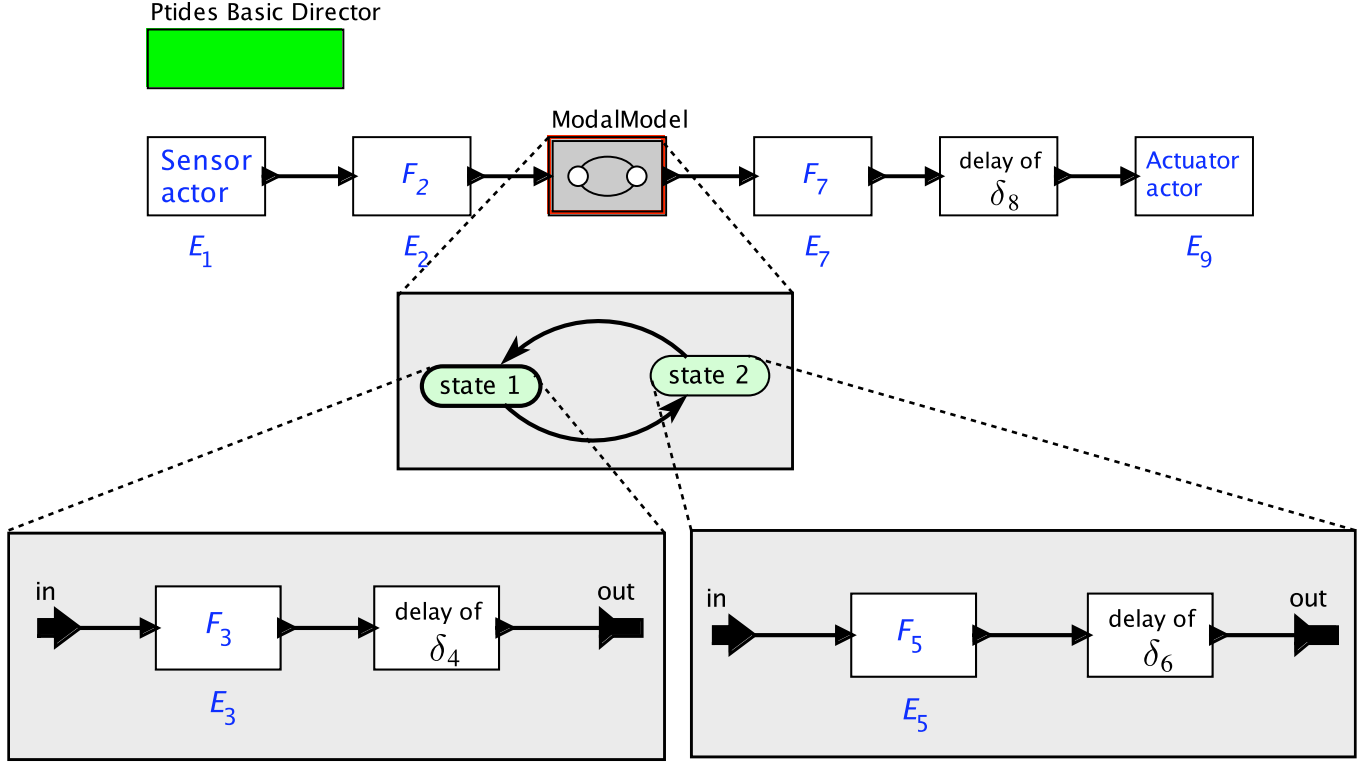 Ptides Basic Director
ModalModel
Sensor
actor
F2
F7
delay of
δ8
Actuator
actor
E1
E2
E7
E9
state 1
state 2
in
F3
delay of
δ4
out
E3
in
F5
delay of
δ6
out
E5